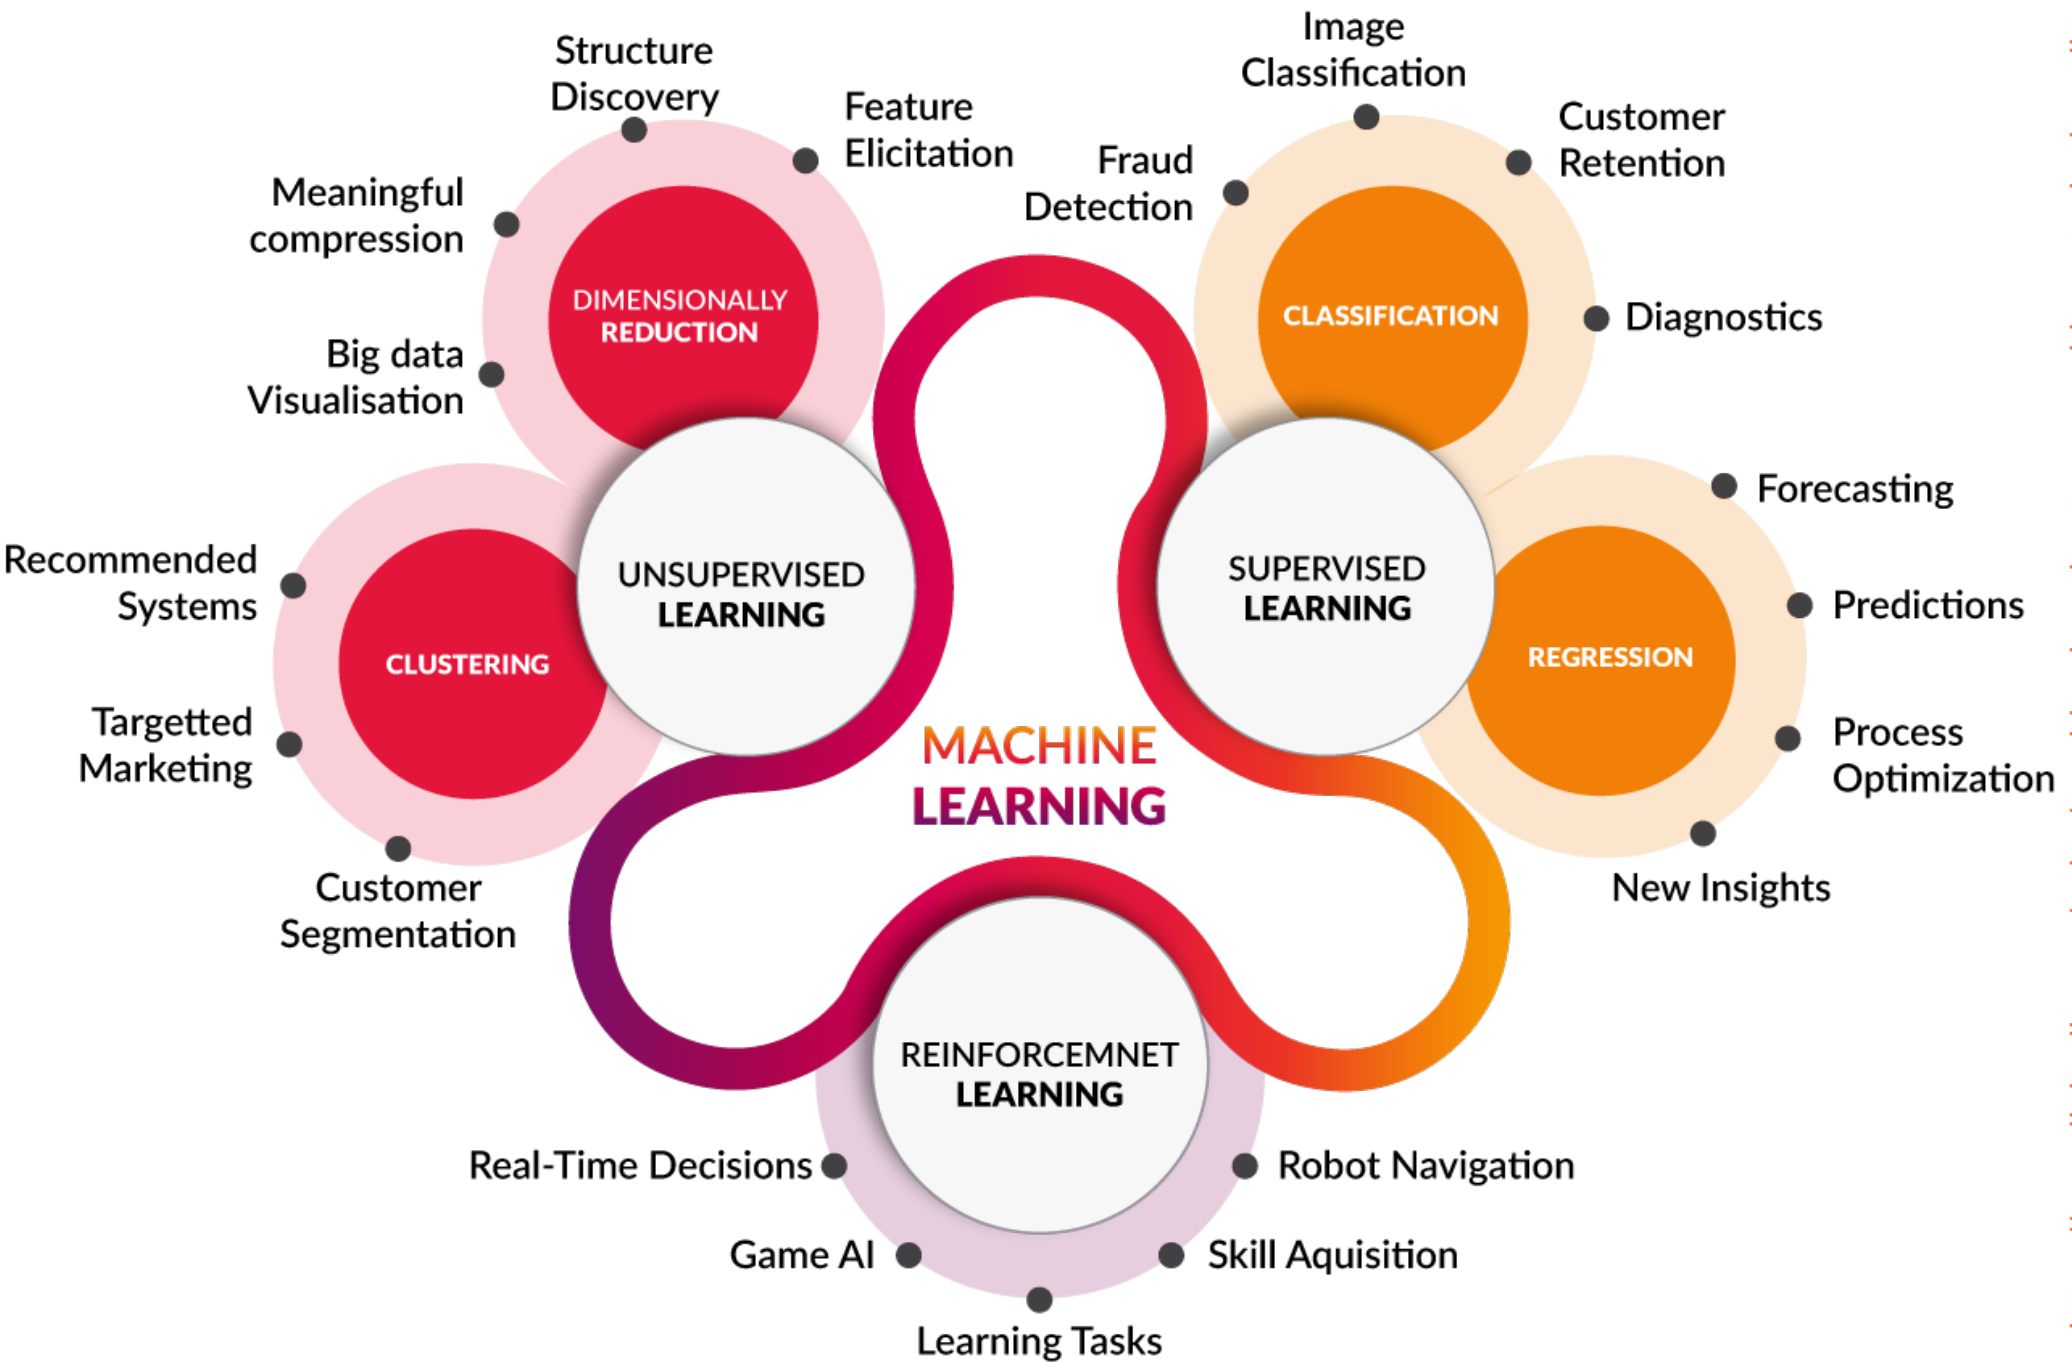 Structure
Discovery
Feature
Elicitation
Meaningful
compression
Big data
Visualisation
DIMENSIONALLY
REDUCTION
Image
Classification
Customer
Retention
Fraud
Detection
Diagnostics
CLASSIFICATION
Recommended
Systems
Targetted
Marketing
Customer
Segmentation
CLUSTERING
UNSUPERVISED
LEARNING
SUPERVISED
LEARNING
Forecasting
Predictions
Process
Optimization
New Insights
REGRESSION
MACHINE
LEARNING
REINFORCEMNET
LEARNING
Real-Time Decisions
Game AI
Learning Tasks
Skill Aquisition
Robot Navigation